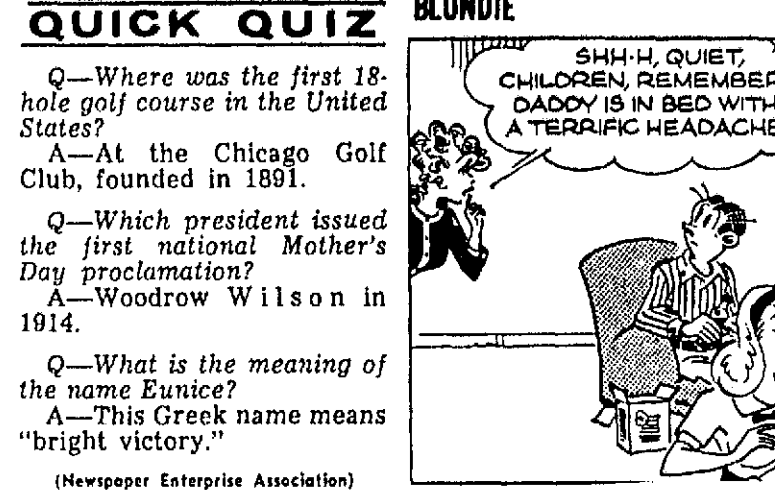 QUICK QUIZ
Q—Where was the first 18-
hole golf course in the United
States?
A—At the Chicago Golf
Club, founded in 1891.
Q—Which president issued
the first national Mother's
Day proclamation?
A—Woodrow Wilson in
1914.
Q—What is the meaning of
the name Eunice?
A—This Greek name means
"bright victory."
(Newspaper Enterprise Association)
BLONDIE
SHH-H, QUIET,
CHILDREN, REMEMBER
DADDY IS IN BED WITH
A TERRIFIC HEADACHE